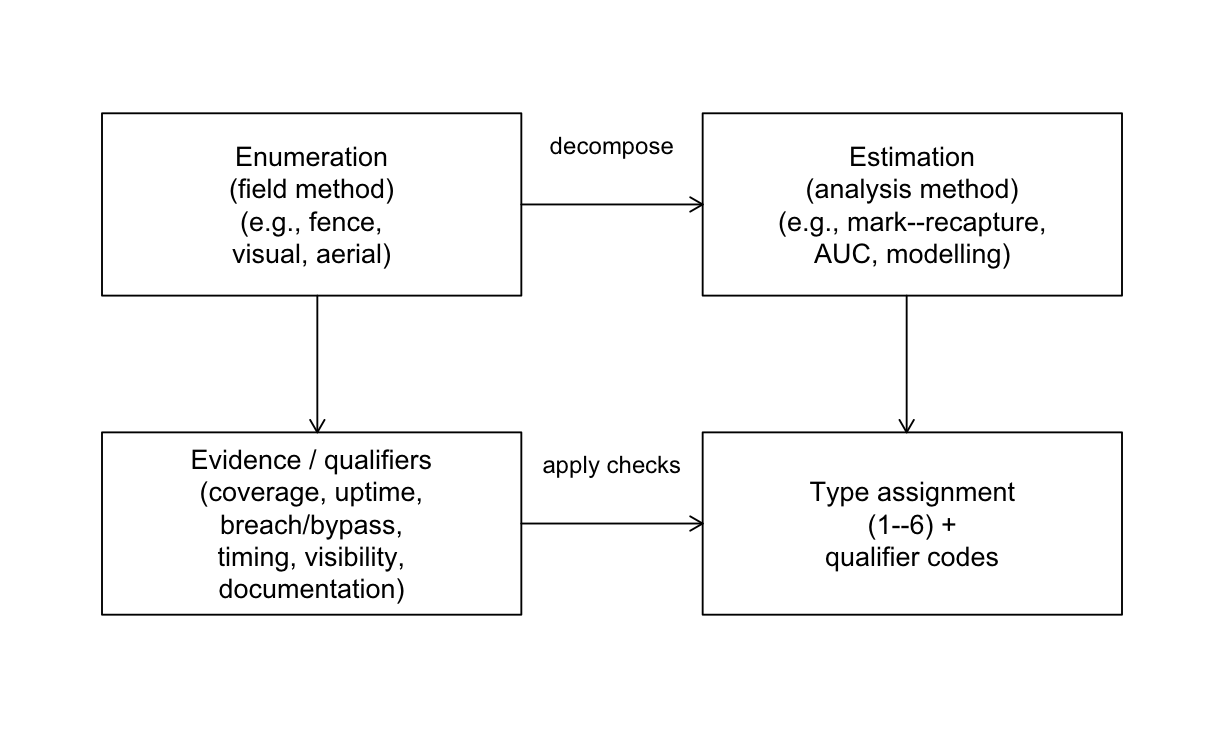 Enumeration
(field method)
(e.g., fence,
visual, aerial)
decompose
Estimation
(analysis method)
(e.g., mark--recapture,
AUC, modelling)
Evidence / qualifiers
(coverage, uptime,
breach/bypass,
timing, visibility,
documentation)
apply checks
Type assignment
(1--6) +
qualifier codes